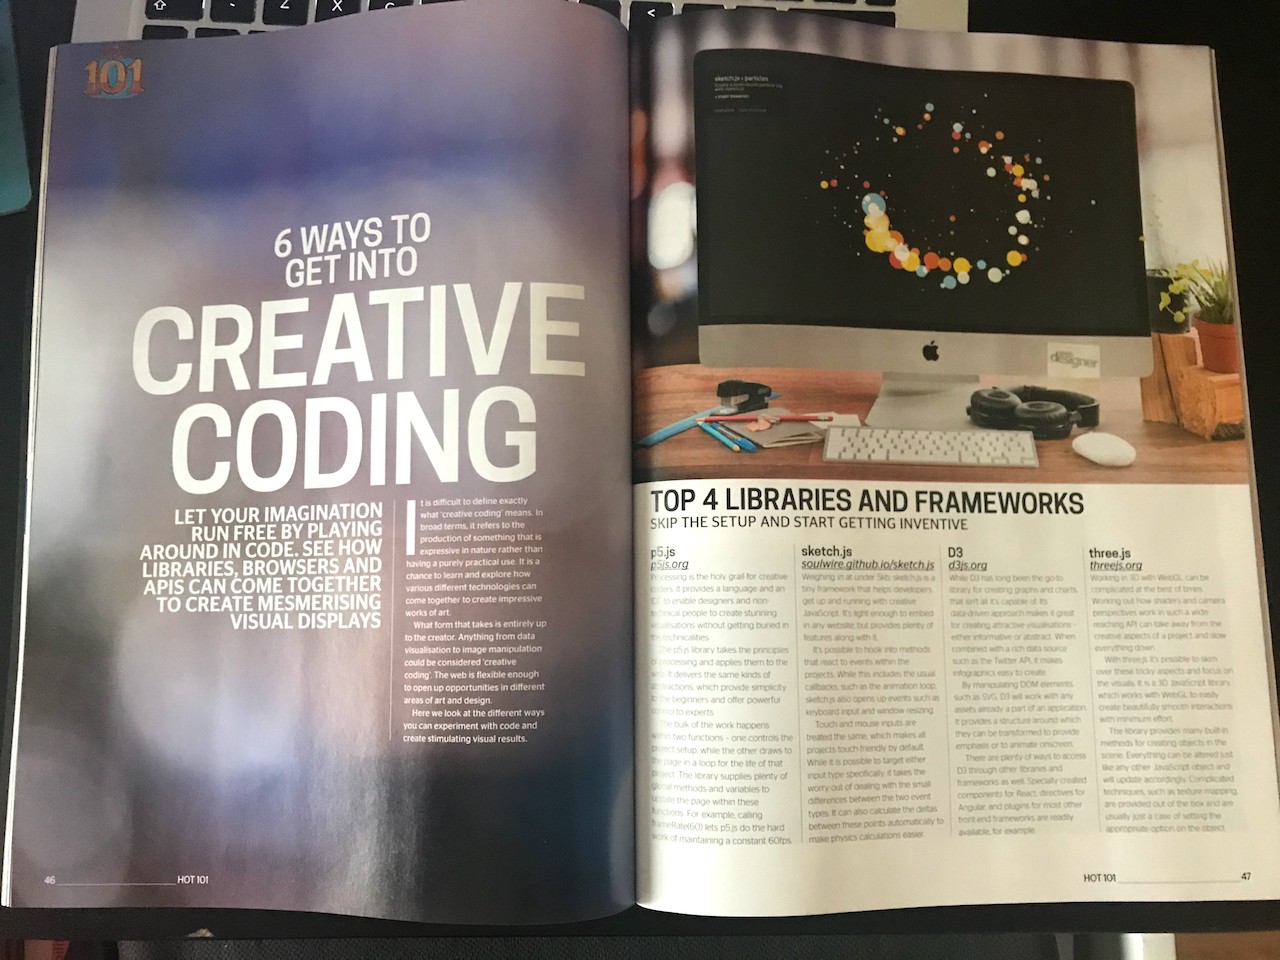 101
6 WAYS TO
GET INTO
CREATIVE
CODING
LET YOUR IMAGINATION
RUN FREE BY PLAYING
AROUND IN CODE. SEE HOW
LIBRARIES, BROWSERS AND
APIS CAN COME TOGETHER
TO CREATE MESMERISING
VISUAL DISPLAYS
It is difficult to define exactly
what 'creative coding' means. In
broad terms, it refers to the
production of something that is
expressive in nature rather than
having a purely practical use. It is a
chance to learn and explore how
various different technologies can
come together to create impressive
works of art.
What form that takes is entirely up
to the creator. Anything from data
visualisation to image manipulation
could be considered 'creative
coding'. The web is flexible enough
to open up opportunities in different
areas of art and design.
Here we look at the different ways
you can experiment with code and
create stimulating visual results.
46
HOT 101
sketch.js • particles
designer
TOP 4 LIBRARIES AND FRAMEWORKS
SKIP THE SETUP AND START GETTING INVENTIVE
p5.js
p5js.org
Processing is the holy grail for creative
coders. It provides a language and an
IDE to enable designers and non-
technical people to create stunning
visualisations without getting buried in
technicalities.
The p5.js library takes the principles
of Processing and applies them to the
web. It delivers the same kinds of
abstractions, which provide simplicity
to the beginners and offer powerful
control to experts.
The bulk of the work happens
within two functions – one controls the
project setup, while the other draws to
the page in a loop for the life of that
project. The library supplies plenty of
global methods and variables to
update the page within these
functions. For example, calling
frameRate(60) lets p5.js do the hard
work of maintaining a constant 60fps.
sketch.js
soulwire.github.io/sketch.js
Weighing in at under 5kb, sketch.js is a
tiny framework that helps developers
get up and running with creative
JavaScript. It's light enough to embed
in any website but provides plenty of
features along with it.
It's possible to hook into methods
that react to events within the
projects. While this includes the usual
callbacks, such as the animation loop,
sketch.js also opens up events such as
keyboard input and window resizing.
Touch and mouse inputs are
treated the same, which makes all
projects touch-friendly by default.
While it is possible to target either
input type specifically, it takes the
worry out of dealing with the small
differences between the two event
types. It can also calculate the deltas
between these points automatically to
make physics calculations easier.
D3
d3js.org
While D3 has long been the go-to
library for creating graphs and charts,
that isn't all it's capable of. Its
data-driven approach makes it great
for creating attractive visualisations –
either informative or abstract. When
combined with a rich data source
such as the Twitter API, it makes
infographics easy to create.
By manipulating DOM elements,
such as SVG, D3 will work with any
assets already a part of an application.
It provides a structure around which
they can be transformed to provide
emphasis or to animate onscreen.
There are plenty of ways to access
D3 through other libraries and
frameworks as well. Specially created
components for React, directives for
Angular, and plugins for most other
front-end frameworks are readily
available, for example.
three.js
threejs.org
Working in 3D with WebGL can be
complicated at the best of times.
Working out how shaders and camera
perspectives work in such a wide-
reaching API can take away from the
creative aspects of a project and slow
everything down.
With three.js it's possible to skim
over these tricky aspects and focus on
the visuals. It is a 3D JavaScript library,
which works with WebGL to easily
create beautifully smooth interactions
with minimum effort.
The library provides many built in
methods for creating objects in the
scene. Everything can be altered just
like any other JavaScript object and
will update accordingly. Complicated
techniques, such as texture mapping,
are provided out of the box and are
usually just a case of setting the
appropriate option on the object.
HOT 101
47